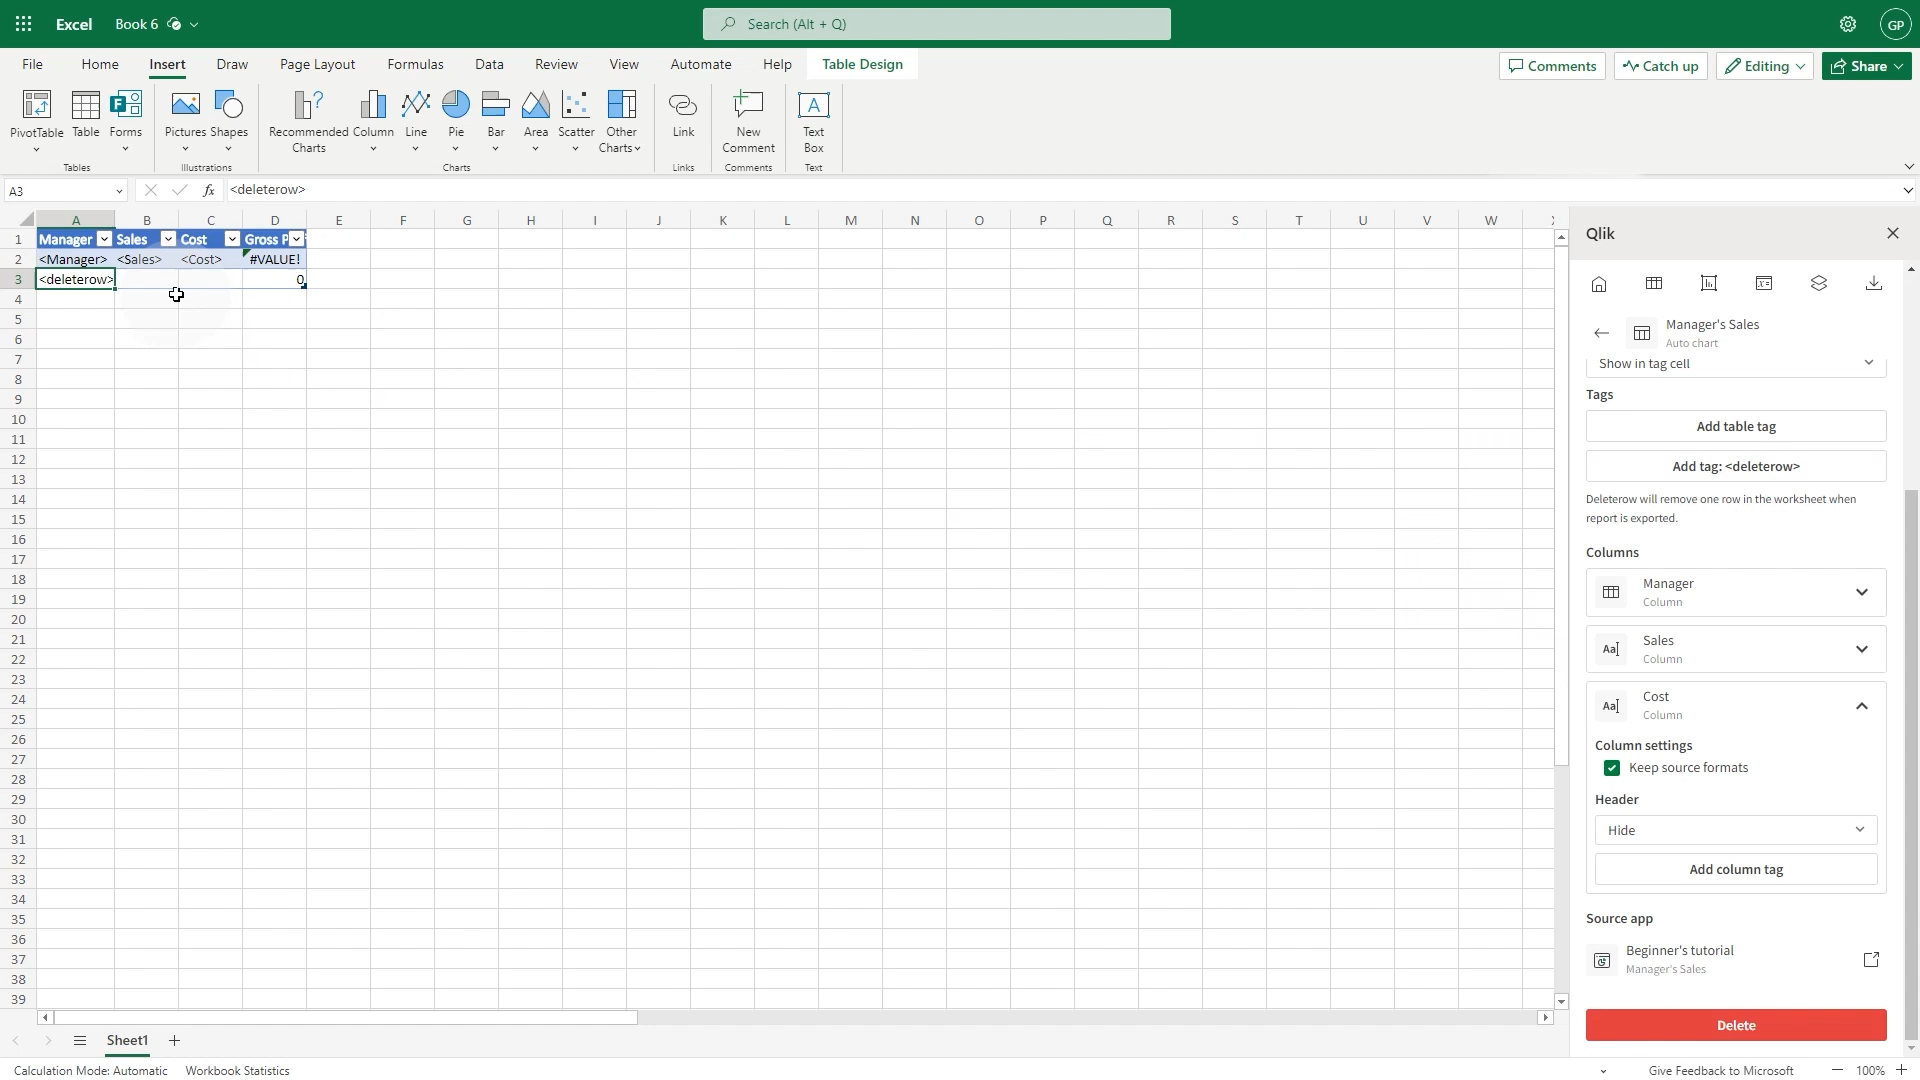 Excel
Book 6
Search (Alt + Q)
GP
File
Home
Insert
Draw
Page Layout
Formulas
Data
Review
View
Automate
Help
Table Design
Comments
Catch up
Editing
Share
PivotTable
Table
Forms
Pictures
Shapes
Recommended
Charts
Column
Line
Pie
Bar
Area
Scatter
Other
Charts
Link
New
Comment
Text
Box
Tables
Illustrations
Charts
Links
Comments
Text
A3
fx
<deleterow>
A B C D E F G H I J K L M N O P Q R S T U V W
1 Manager Sales Cost Gross P
2 <Manager> <Sales> <Cost> #VALUE!
3 <deleterow> 0
4
5
6
7
8
9
10
11
12
13
14
15
16
17
18
19
20
21
22
23
24
25
26
27
28
29
30
31
32
33
34
35
36
37
38
39
Qlik
Manager's Sales
Auto chart
Show in tag cell
Tags
Add table tag
Add tag: <deleterow>
Deleterow will remove one row in the worksheet when
report is exported.
Columns
Manager
Column
Aa
Sales
Column
Aa
Cost
Column
Column settings
Keep source formats
Header
Hide
Add column tag
Source app
Beginner's tutorial
Manager's Sales
Delete
Sheet1
Calculation Mode: Automatic
Workbook Statistics
Give Feedback to Microsoft
100%